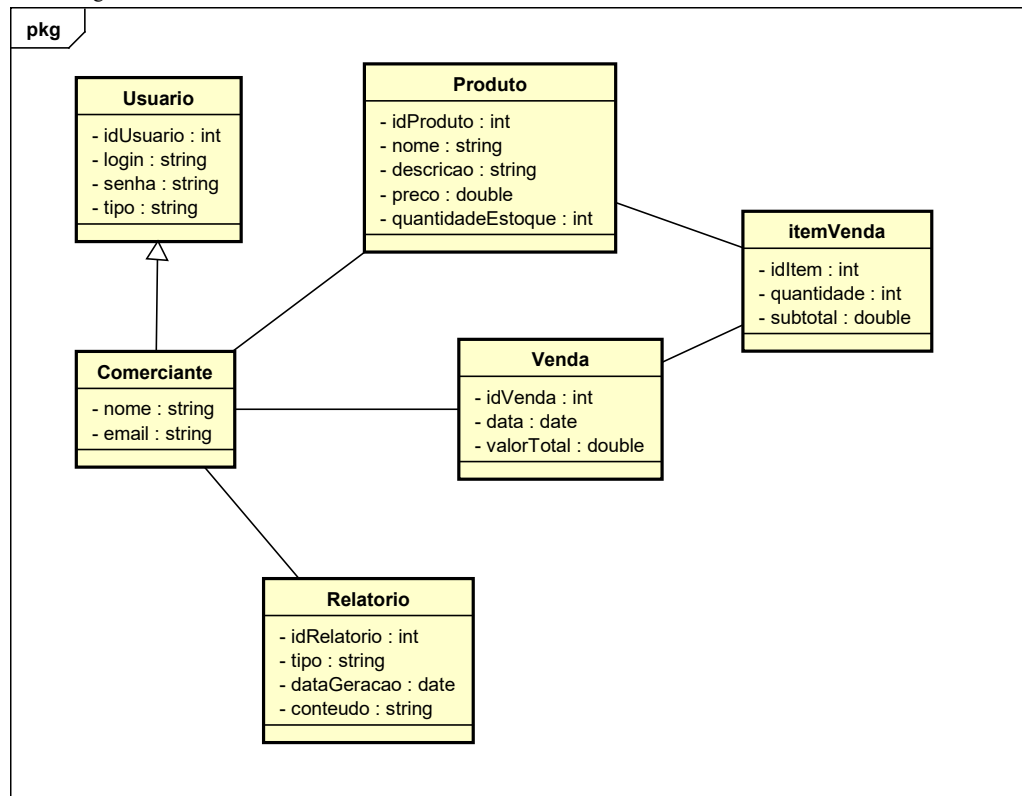 pkg
Usuario
- idUsuario : int
- login : string
- senha : string
- tipo : string
Produto
- idProduto : int
- nome : string
- descricao : string
- preco : double
- quantidadeEstoque : int
itemVenda
- idItem : int
- quantidade : int
- subtotal : double
Comerciante
- nome : string
- email : string
Venda
- idVenda : int
- data : date
- valorTotal : double
Relatorio
- idRelatorio : int
- tipo : string
- dataGeracao : date
- conteudo : string